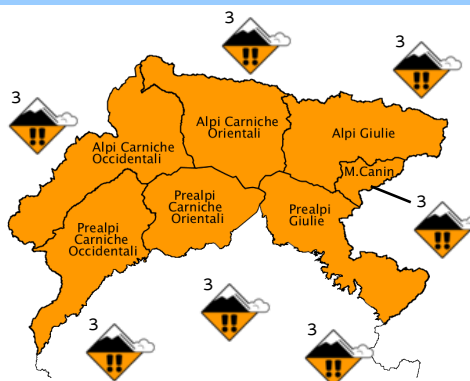 3
3
3
Alpi Carniche
Orientali
Alpi Giulie
Alpi Carniche
Occidentali
M.Canin
3
Prealpi
Carniche
Orientali
Prealpi
Giulie
Prealpi
Carniche
Occidentali
3
3
3